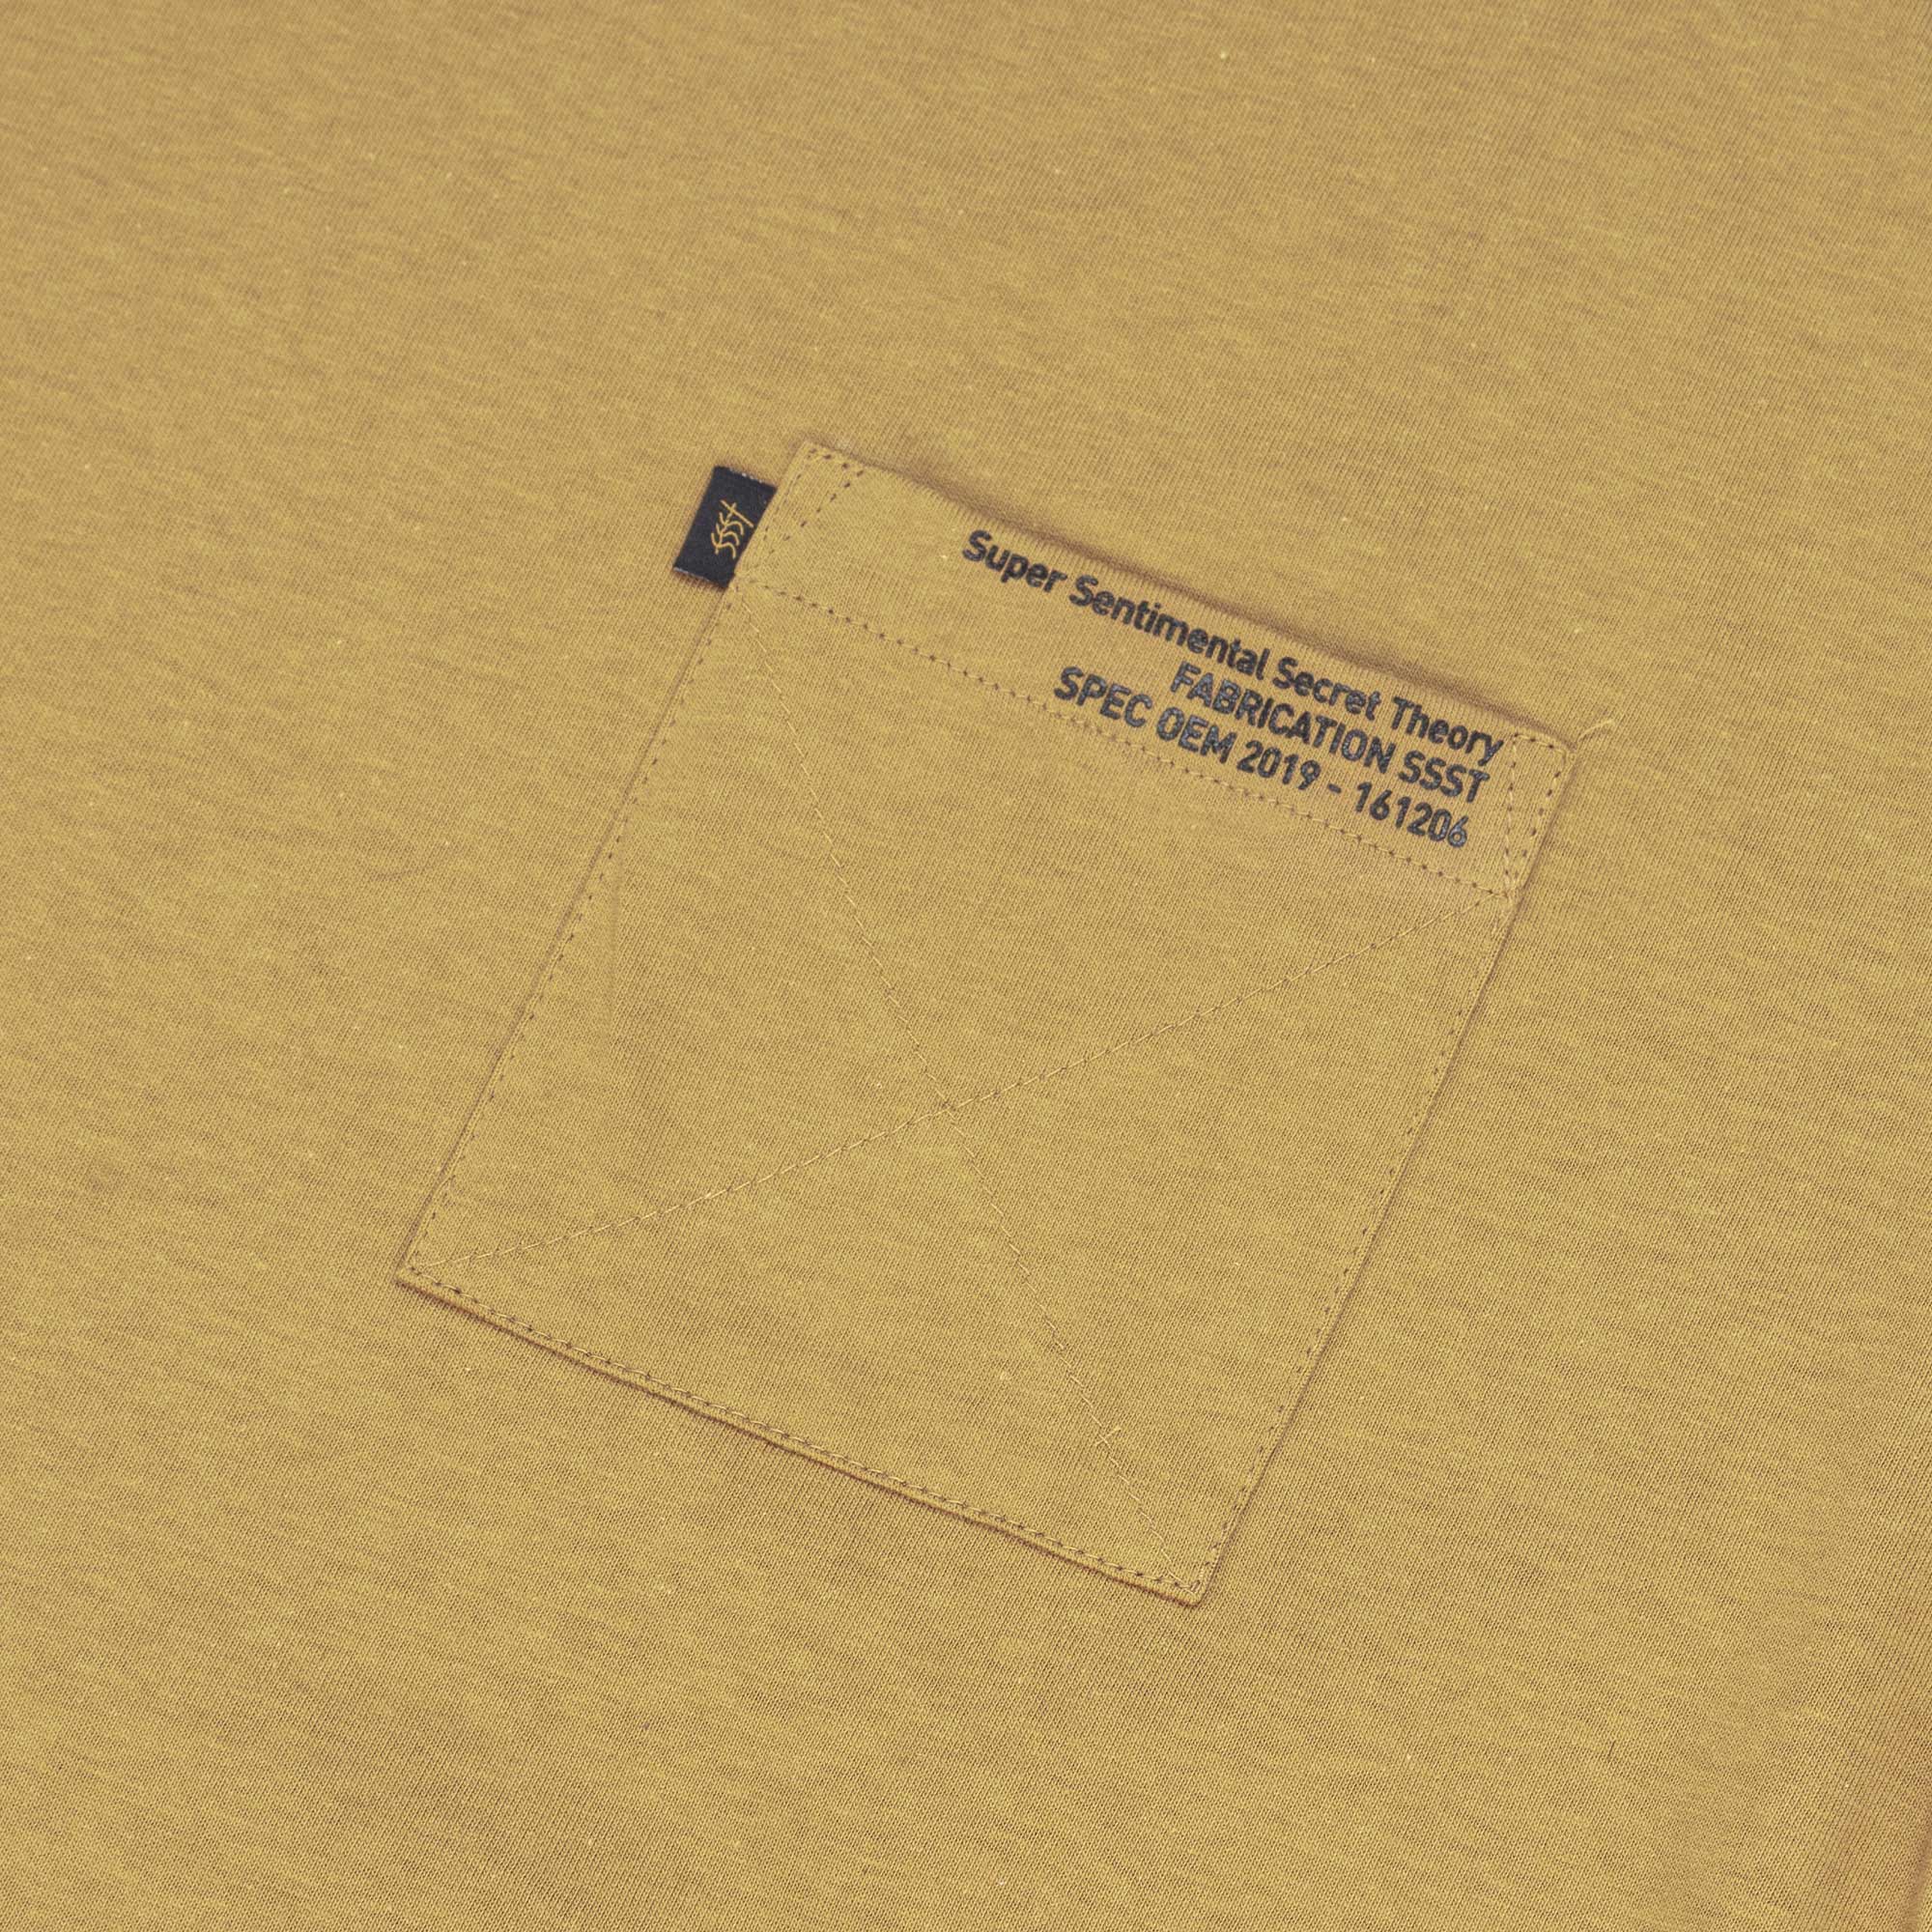 SSST
Super Sentimental Secret Theory
FABRICATION SSST
SPEC OEM 2019 - 161206